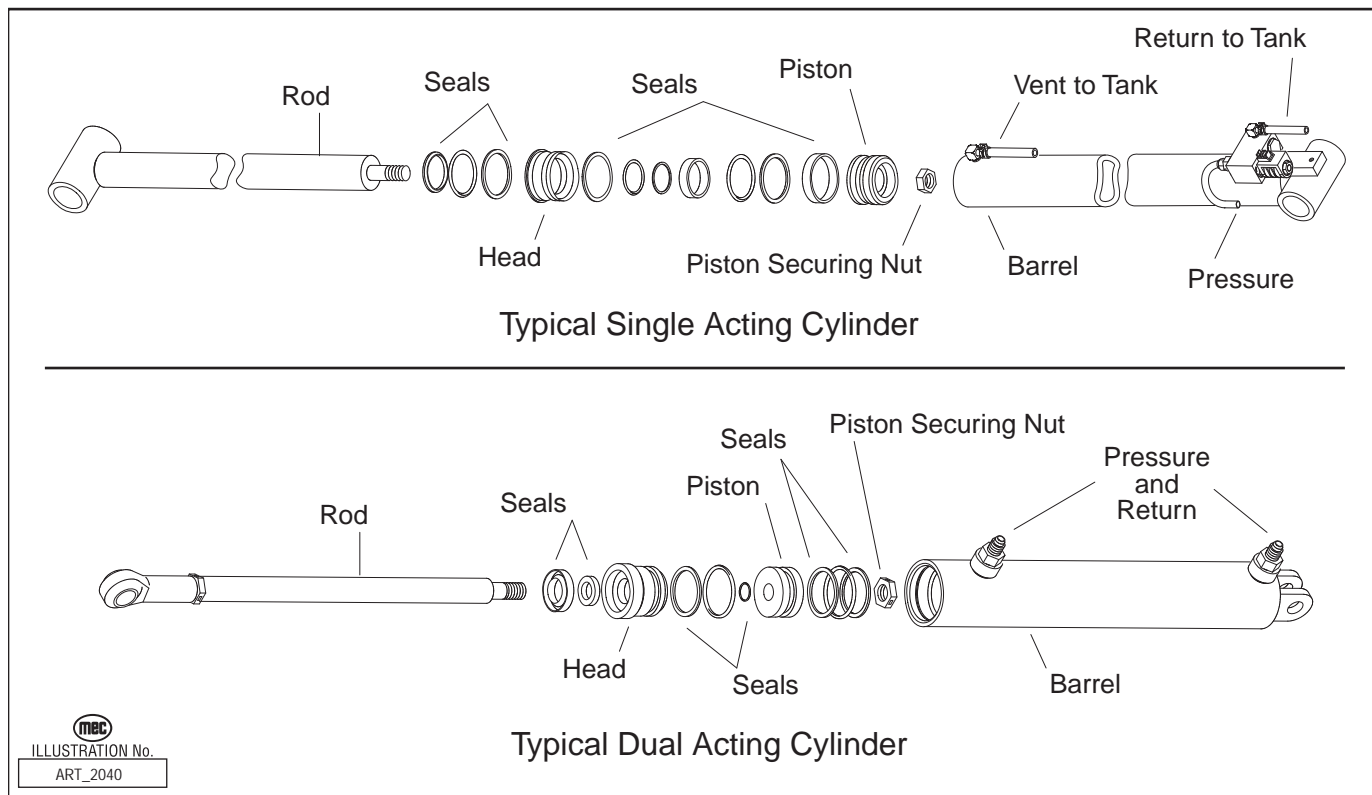 Return to Tank
Piston
Vent to Tank
Seals
Seals
Rod
Head
Piston Securing Nut
Barrel
Pressure
Typical Single Acting Cylinder
Piston Securing Nut
Seals
Pressure
and
Return
Piston
Seals
Rod
Head
Seals
Barrel
Typical Dual Acting Cylinder
mec
ILLUSTRATION No.
ART_2040